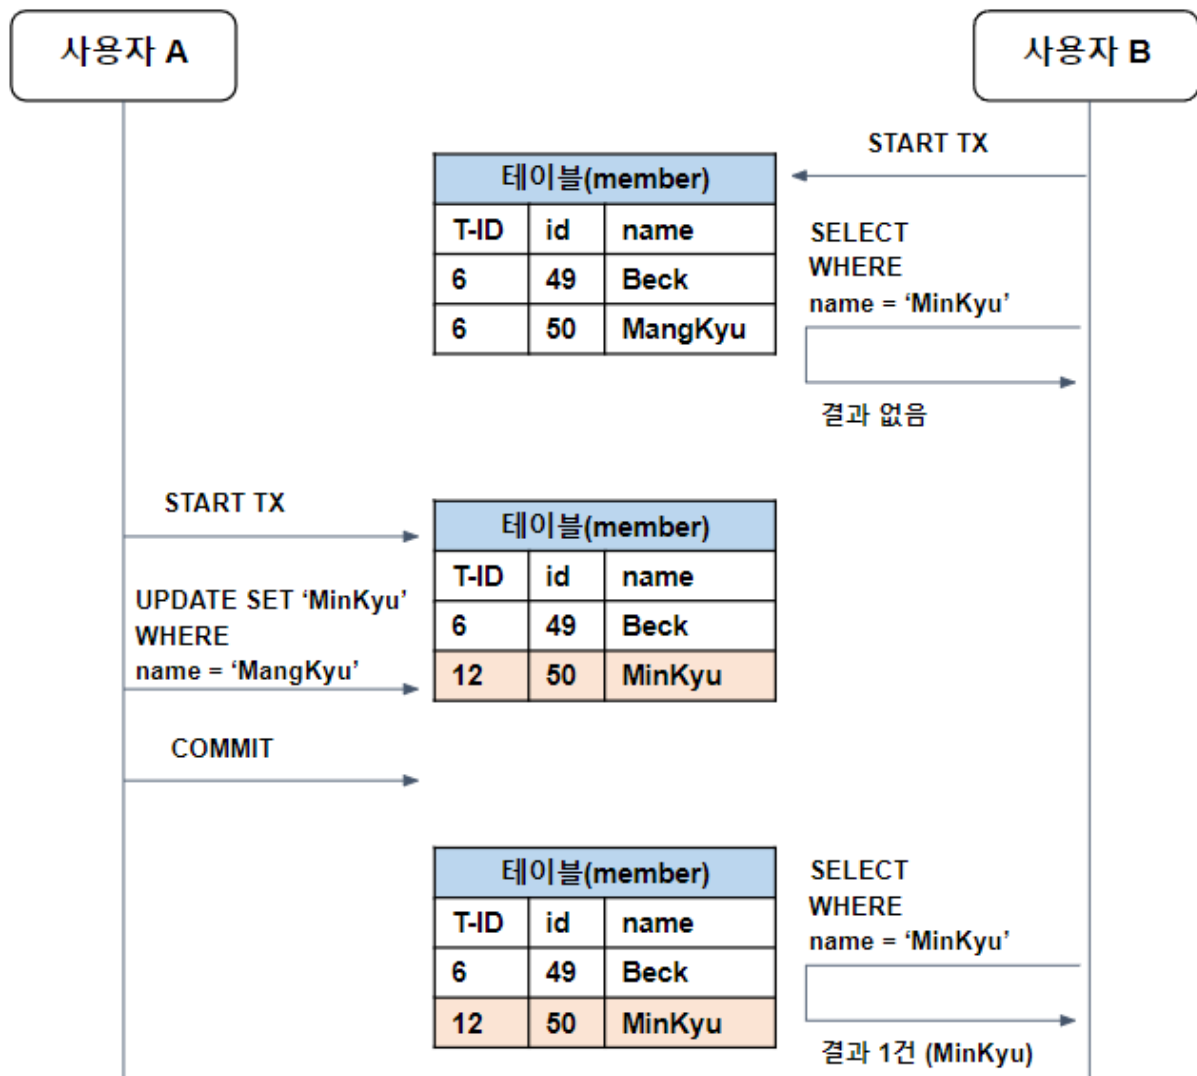 사용자 A
사용자 B
START TX
테이블(member)
T-ID id name
6 49 Beck
6 50 MangKyu
SELECT
WHERE
name = ‘MinKyu’
결과 없음
START TX
UPDATE SET ‘MinKyu’
WHERE
name = ‘MangKyu’
테이블(member)
T-ID id name
6 49 Beck
12 50 MinKyu
COMMIT
테이블(member)
T-ID id name
6 49 Beck
12 50 MinKyu
SELECT
WHERE
name = ‘MinKyu’
결과 1건 (MinKyu)